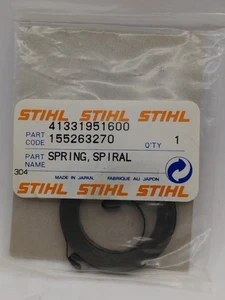 STIHL STIHL STIHL
41331951600
PART CODE 155263270 Q'TY 1
PART NAME SPRING, SPIRAL
304
MADE IN JAPAN. FABRIQUE AU JAPON.
STIHL STIHL STIHL